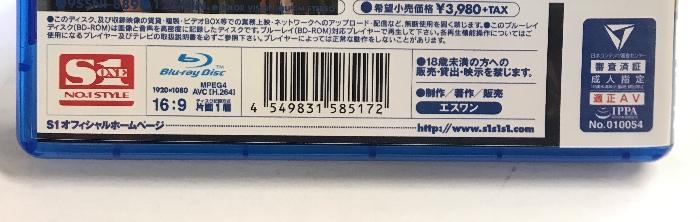 ●希望小売価格 ¥3,980+TAX
●このディスク、及び収録映像の賃貸・複製・ビデオBOX等での業務上映・ネットワークへのアップロード・配信など、無断使用を固く禁じます。●このブルーレイ
ディスク(BD-ROM)は画像と音声を高密度に記録したディスクです。ブルーレイ(BD-ROM)対応プレイヤーで再生して下さい。各再生機能操作については
使用になるプレイヤー及びテレビの取扱説明書を必ずご参照下さい。プレイヤーによっては正常な動作をしないことがあります。
S1
ONE
NO.1 STYLE
Blu-ray Disc
1920×1080
16:9
MPEG4
AVC(H.264)
ディスク記録方式
片面1層
4 549831 585172
●18歳未満の方への
販売・貸出・映示を禁じます。
●制作/著作/販売
エスワン
日本コンテンツ審査センター
審査済証
成人指定
適正AV
IPPA
No.010054
S1 オフィシャルホームページ
http://www.s1s1s1.com